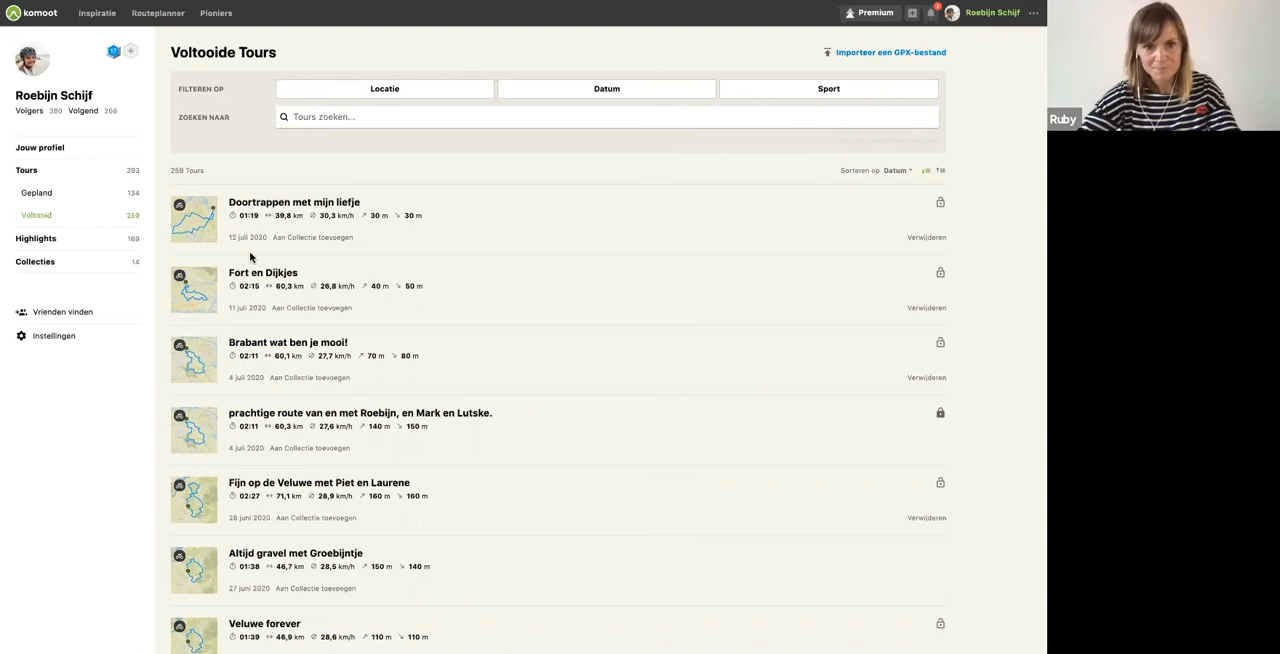 komoot Inspiratie Routeplanner Pioniers Premium Roebijn Schijf
17
Roebijn Schijf
Volgers 380 Volgend 266
Jouw profiel
Tours 393
Gepland 134
Voltooid 259
Highlights 169
Collecties 14
Vrienden vinden
Instellingen
Voltooide Tours
Importeer een GPX-bestand
FILTEREN OP Locatie Datum Sport
ZOEKEN NAAR Tours zoeken...
259 Tours Sorteren op Datum
Doortrappen met mijn liefje
01:19 39,8 km 30,3 km/h 30 m 30 m
12 juli 2020 Aan Collectie toevoegen Verwijderen
Fort en Dijkjes
02:15 60,3 km 26,8 km/h 40 m 50 m
11 juli 2020 Aan Collectie toevoegen Verwijderen
Brabant wat ben je mooi!
02:11 60,1 km 27,7 km/h 70 m 80 m
4 juli 2020 Aan Collectie toevoegen Verwijderen
prachtige route van en met Roebijn, en Mark en Lutske.
02:11 60,3 km 27,6 km/h 140 m 150 m
4 juli 2020 Aan Collectie toevoegen
Fijn op de Veluwe met Piet en Laurene
02:27 71,1 km 28,9 km/h 160 m 160 m
28 juni 2020 Aan Collectie toevoegen Verwijderen
Altijd gravel met Groebijntje
01:38 46,7 km 28,5 km/h 150 m 140 m
27 juni 2020 Aan Collectie toevoegen
Veluwe forever
01:39 46,9 km 28,6 km/h 110 m 110 m
Ruby